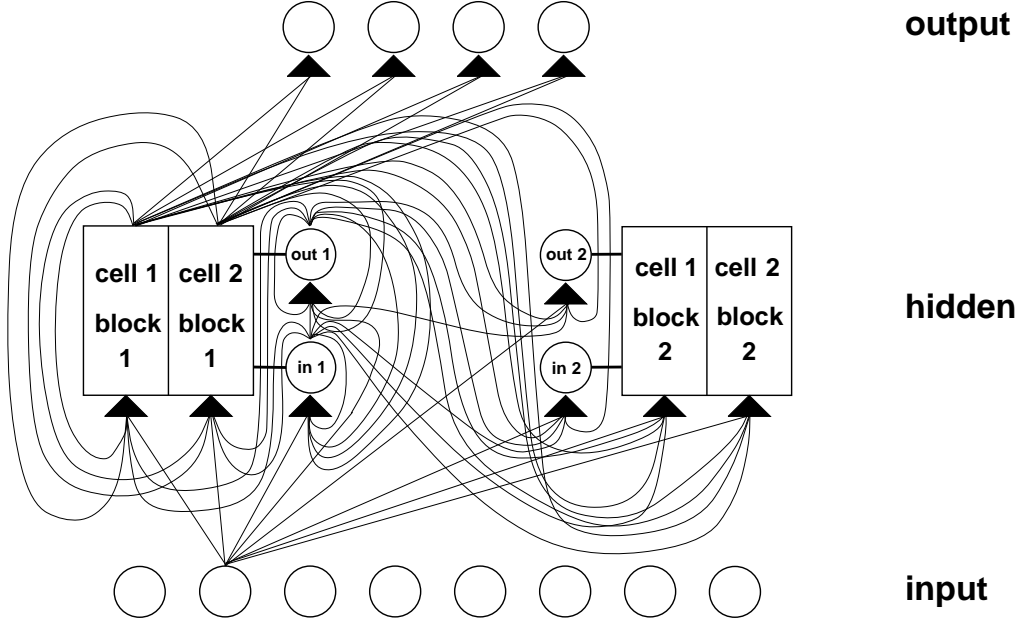 output
out 1
out 2
cell 1
cell 2
cell 1
cell 2
block
block
block
block
1
1
2
2
hidden
in 1
in 2
input